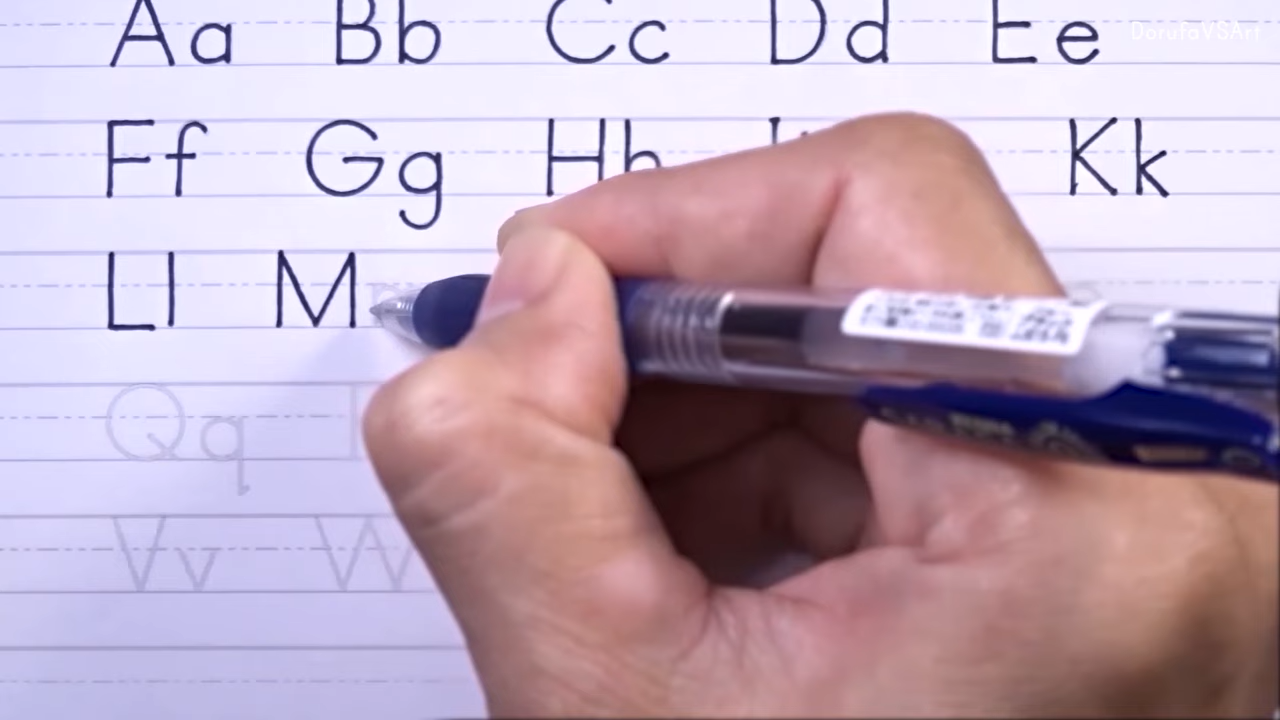 Aa Bb Cc Dd Ee
DorufaVSArt
Ff Gg Hh Kk
Ll M
Qq
Vv W